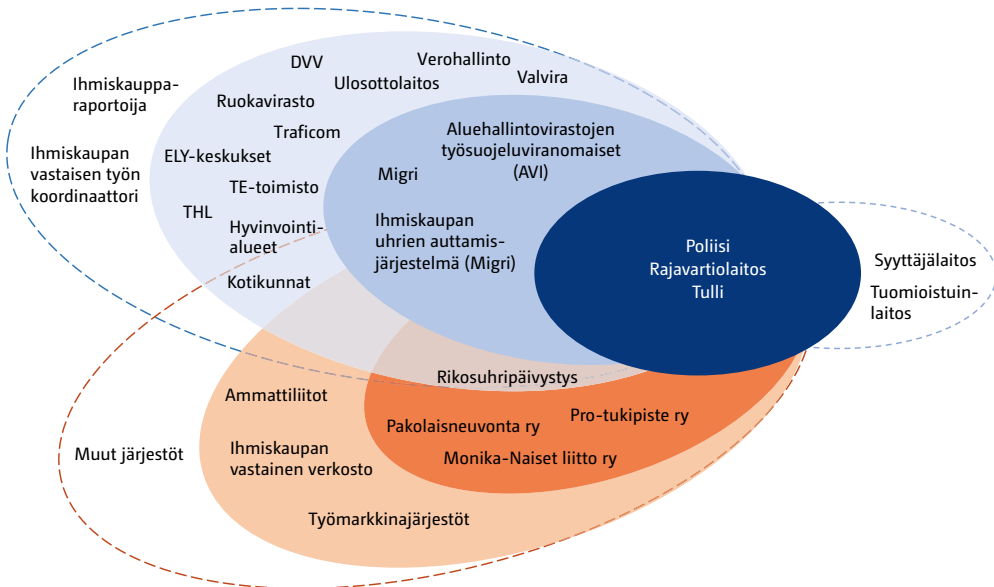 DVV
Verohallinto
Ulosottolaitos
Valvira
Ihmiskauppa-
raportoija
Ruokavirasto
Traficom
Aluehallintovirastojen
työsuojeluviranomaiset
(AVI)
Ihmiskaupan
vastaisen työn
koordinaattori
ELY-keskukset
Migri
TE-toimisto
THL
Hyvinvointi-
alueet
Ihmiskaupan
uhrien auttamis-
järjestelmä (Migri)
Kotikunnat
Poliisi
Rajavartiolaitos
Tulli
Syyttäjälaitos
Tuomioistuin-
laitos
Rikosuhripäivystys
Ammattiliitot
Pakolaisneuvonta ry
Pro-tukipiste ry
Muut järjestöt
Ihmiskaupan
vastainen verkosto
Monika-Naiset liitto ry
Työmarkkinajärjestöt